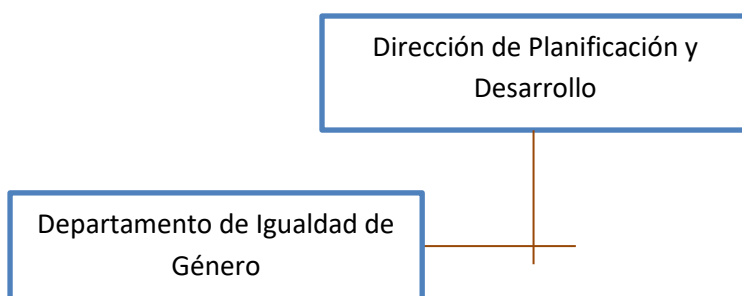 Dirección de Planificación y
Desarrollo
Departamento de Igualdad de
Género